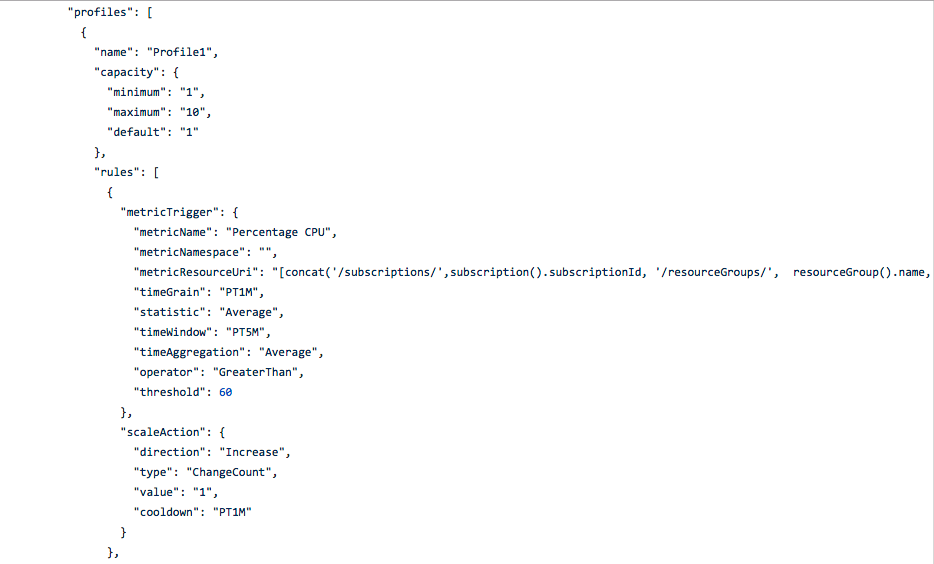 "profiles": [
{
"name": "Profile1",
"capacity": {
"minimum": "1",
"maximum": "10",
"default": "1"
},
"rules": [
{
"metricTrigger": {
"metricName": "Percentage CPU",
"metricNamespace": "",
"metricResourceUri": "[concat('/subscriptions/',subscription().subscriptionId, '/resourceGroups/',  resourceGroup().name,
"timeGrain": "PT1M",
"statistic": "Average",
"timeWindow": "PT5M",
"timeAggregation": "Average",
"operator": "GreaterThan",
"threshold": 60
},
"scaleAction": {
"direction": "Increase",
"type": "ChangeCount",
"value": "1",
"cooldown": "PT1M"
}
},